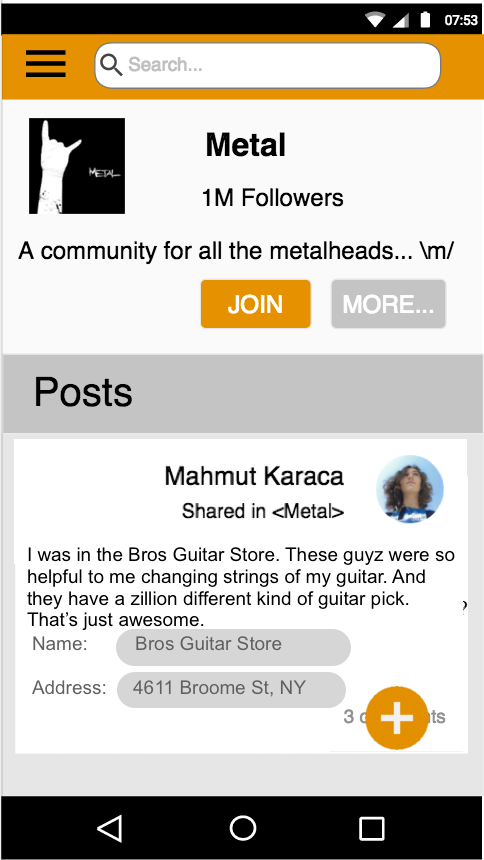 07:53
Search...
METAL
Metal
1M Followers
A community for all the metalheads... \m/
JOIN
MORE...
Posts
Mahmut Karaca
Shared in <Metal>
I was in the Bros Guitar Store. These guyz were so
helpful to me changing strings of my guitar. And
they have a zillion different kind of guitar pick.
?
That's just awesome.
Name:
Bros Guitar Store
Address:
4611 Broome St, NY
3